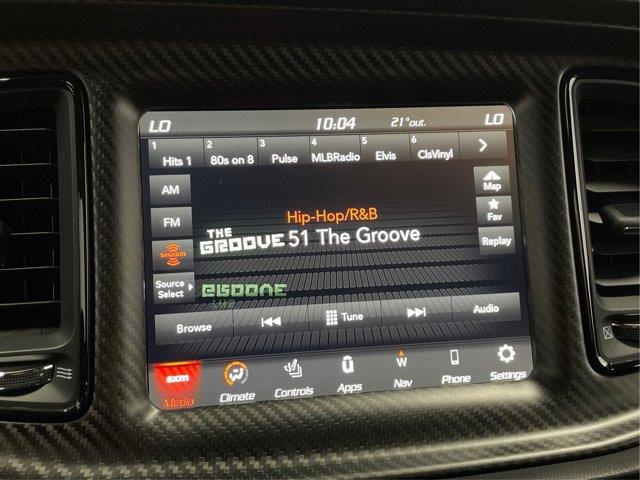 LO 10:04 21°out. LO
1 Hits 1 2 80s on 8 3 Pulse 4 MLBRadio 5 Elvis 6 ClsVinyl
AM
Map
FM
Hip-Hop/R&B
Fav
THE GROOVE 51 The Groove
siriusxm
Replay
Source Select
Browse Tune Audio
sxm
Media Climate Controls Apps W Nav Phone Settings